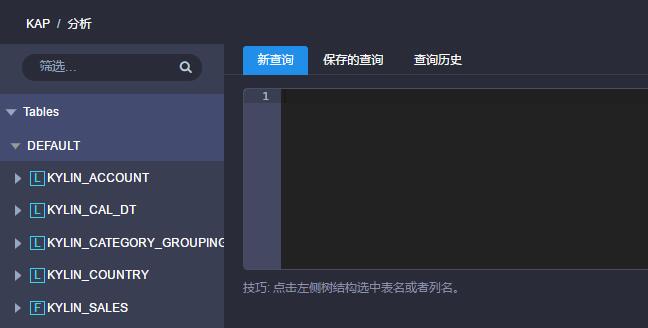 KAP / 分析
筛选...
Tables
DEFAULT
L KYLIN_ACCOUNT
L KYLIN_CAL_DT
L KYLIN_CATEGORY_GROUPING
L KYLIN_COUNTRY
F KYLIN_SALES
新查询 保存的查询 查询历史
1
技巧: 点击左侧树结构选中表名或者列名。